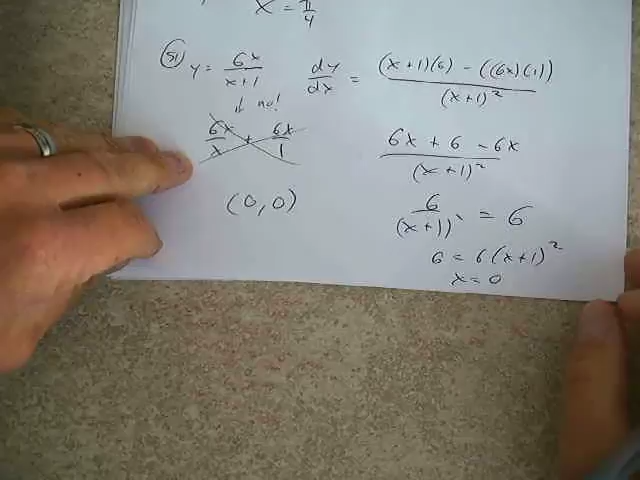 x = π/4
51 y = 6x/(x+1) dy/dx = ((x+1)(6) - ((6x)(1))/(x+1)²
no!
6x/x + 6x/1
(6x + 6 - 6x)/(x+1)²
(0,0)
6/(x+1)² = 6
6 = 6(x+1)²
x = 0